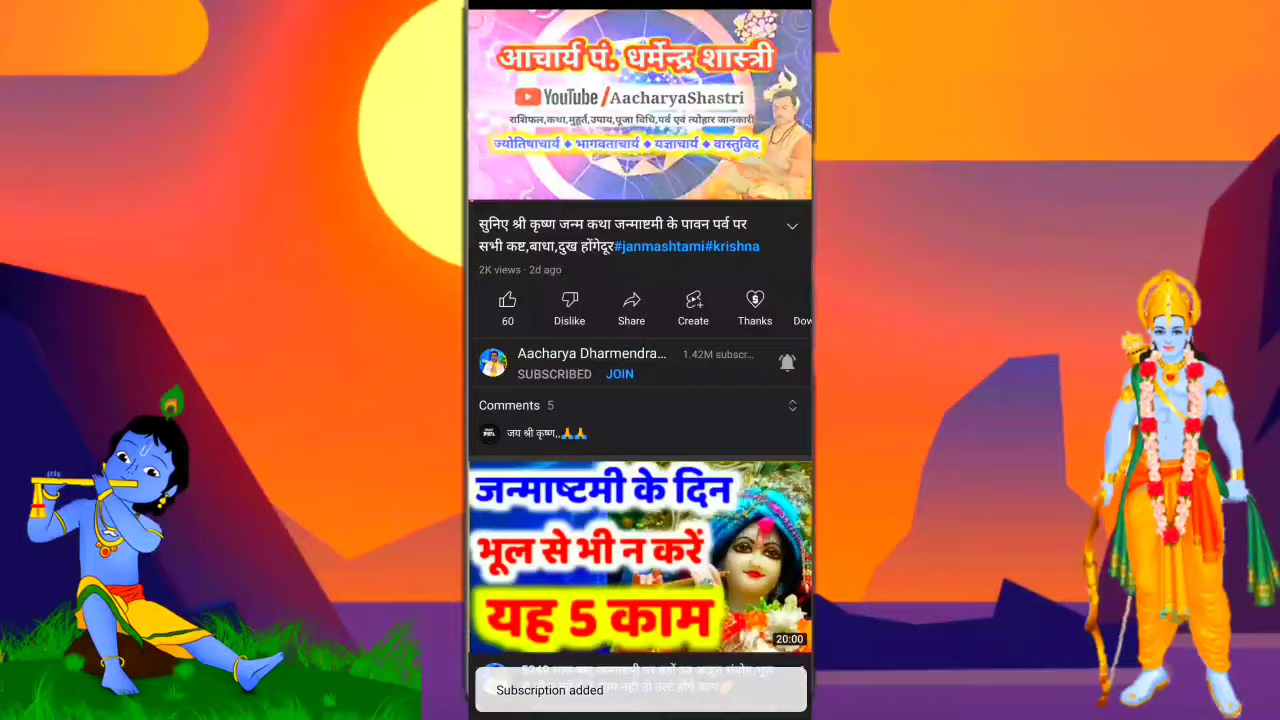 आचार्य पं. धर्मेन्द्र शास्त्री
YouTube/AacharyaShastri
राशिफल,कथा,मुहूर्त,उपाय,पूजा विधि,पर्व एवं त्योहार जानकारी
ज्योतिषाचार्य ◆ भागवताचार्य ◆ यज्ञाचार्य ◆ वास्तुविद
सुनिए श्री कृष्ण जन्म कथा जन्माष्टमी के पावन पर्व पर
सभी कष्ट,बाधा,दुख होंगेदूर#janmashtami#krishna
2K views · 2d ago
60 Dislike Share Create Thanks Dow
Aacharya Dharmendra... 1.42M subscr...
SUBSCRIBED JOIN
Comments 5
जय श्री कृष्ण,,🙏🙏
जन्माष्टमी के दिन
भूल से भी न करें
यह 5 काम
20:00
Subscription added